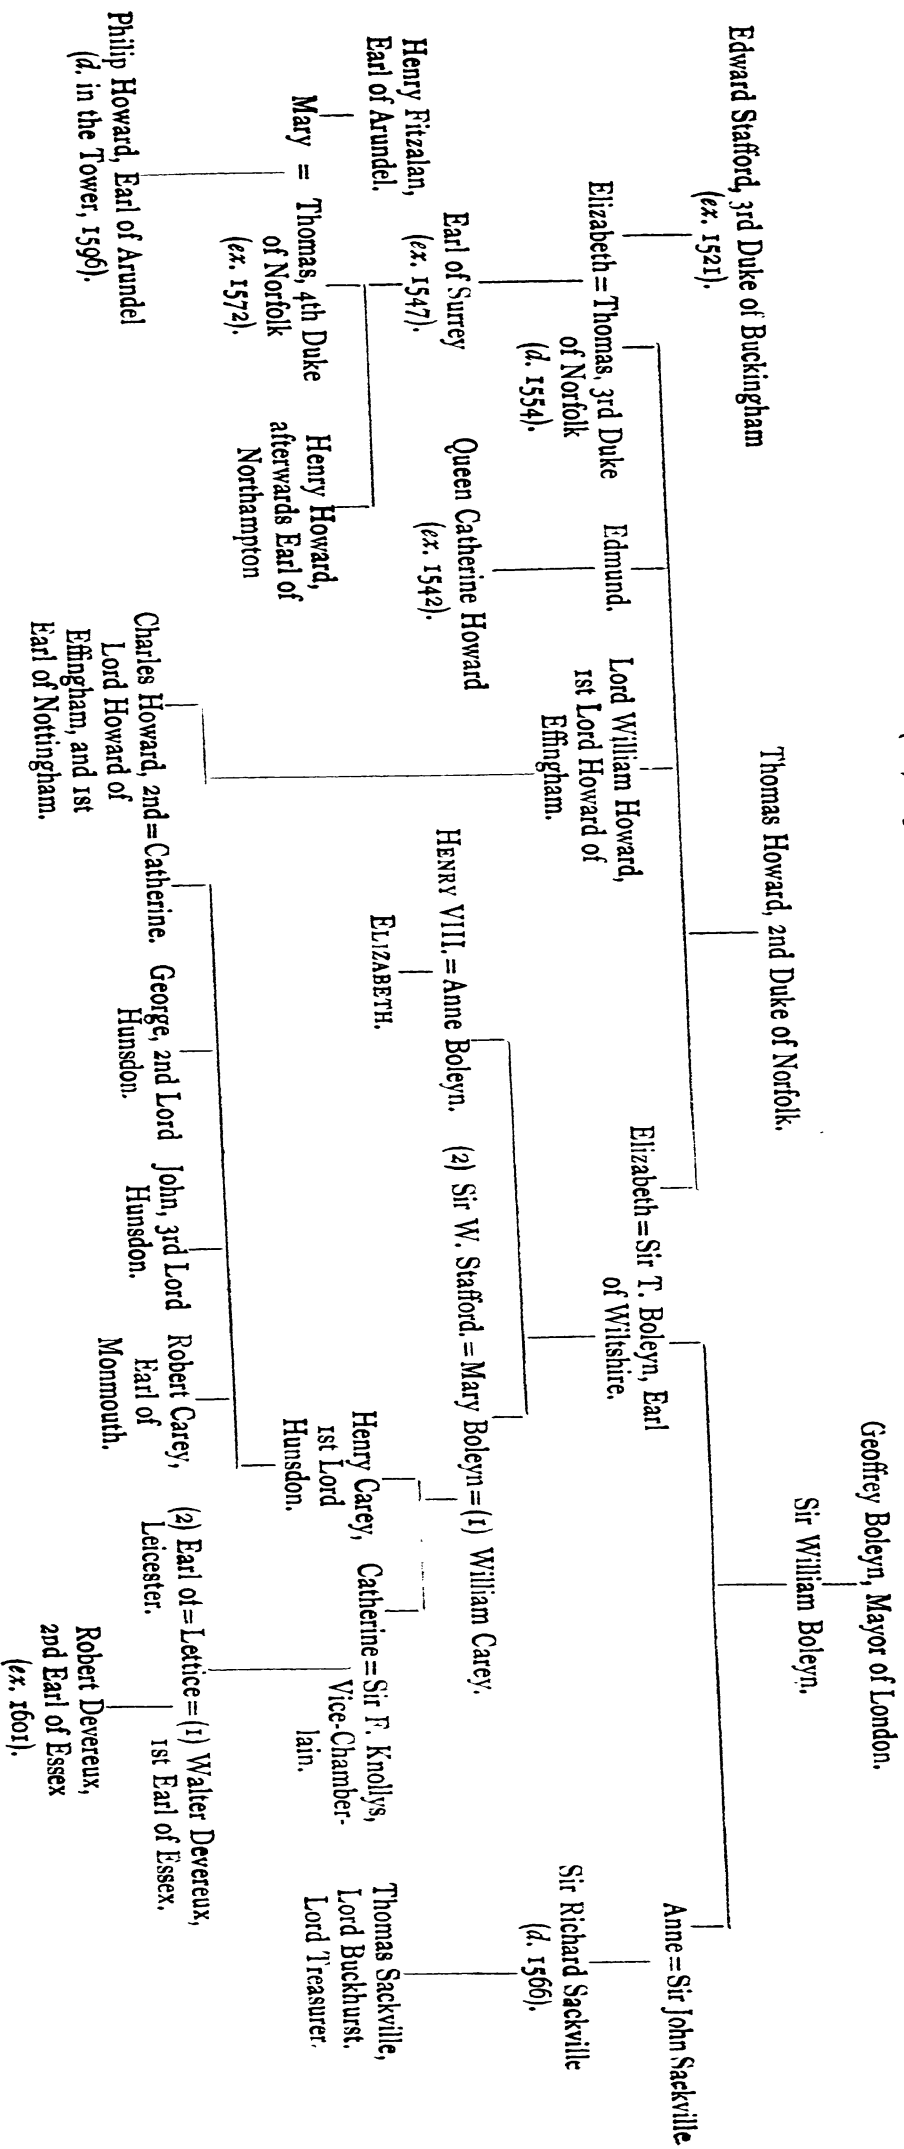 Geoffrey Boleyn, Mayor of London.
Sir William Boleyn.
Thomas Howard, 2nd Duke of Norfolk.
Edward Stafford, 3rd Duke of Buckingham
(ex. 1521).
Elizabeth = Thomas, 3rd Duke
of Norfolk
(d. 1554).
Edmund.
Lord William Howard,
1st Lord Howard of
Effingham.
Elizabeth = Sir T. Boleyn, Earl
of Wiltshire.
Anne = Sir John Sackville
Earl of Surrey
(ex. 1547).
Queen Catherine Howard
(ex. 1542).
HENRY VIII. = Anne Boleyn.
(2) Sir W. Stafford. = Mary Boleyn = (1) William Carey.
Sir Richard Sackville
(d. 1566).
Henry Fitzalan,
Earl of Arundel.
ELIZABETH.
Henry Carey,
1st Lord
Hunsdon.
Catherine = Sir F. Knollys,
Vice-Chamber-
lain.
Thomas Sackville,
Lord Buckhurst,
Lord Treasurer.
Mary = Thomas, 4th Duke
of Norfolk
(ex. 1572).
Henry Howard,
afterwards Earl of
Northampton
Philip Howard, Earl of Arundel
(d. in the Tower, 1596).
Charles Howard, 2nd = Catherine.
Lord Howard of
Effingham, and 1st
Earl of Nottingham.
George, 2nd Lord
Hunsdon.
John, 3rd Lord
Hunsdon.
Robert Carey,
Earl of
Monmouth.
(2) Earl of = Lettice = (1) Walter Devereux,
Leicester.
1st Earl of Essex.
Robert Devereux,
2nd Earl of Essex
(ex. 1601).